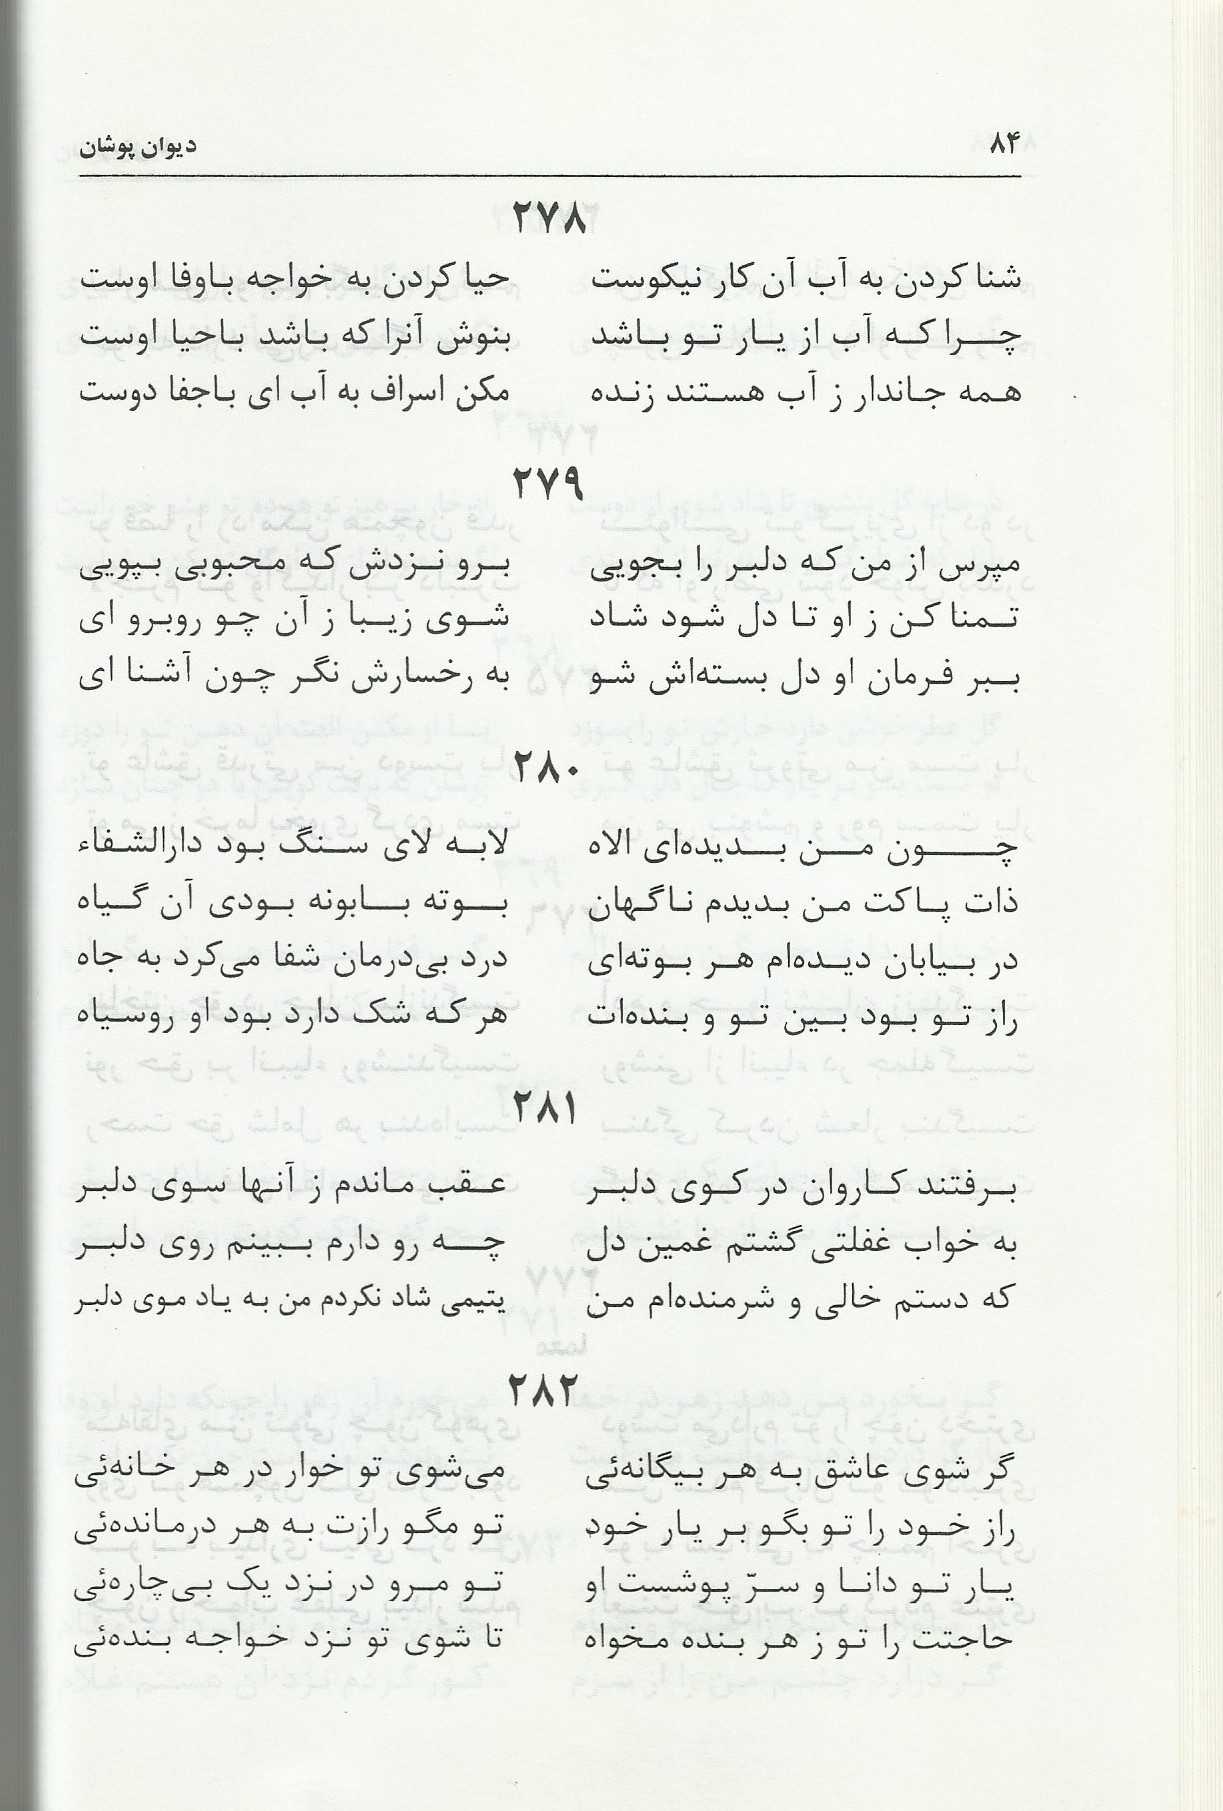 ۸۴ دیوان پوشان
۲۷۸
شنا کردن به آب آن کار نیکوست حیا کردن به خواجه باوفا اوست
چرا که آب از یار تو باشد بنوش آنرا که باشد باحیا اوست
همه جاندار ز آب هستند زنده مکن اسراف به آب ای باجفا دوست
۲۷۹
مپرس از من که دلبر را بجویی برو نزدش که محبوبی بپویی
تمنا کن ز او تا دل شود شاد شوی زیبا ز آن چو روبرو ای
ببر فرمان او دل بسته‌اش شو به رخسارش نگر چون آشنا ای
۲۸۰
چون من بدیده‌ای الاه لابه لای سنگ بود دارالشفاء
ذات پاکت من بدیدم ناگهان بوته بابونه بودی آن گیاه
در بیابان دیده‌ام هر بوته‌ای درد بی‌درمان شفا می‌کرد به جاه
راز تو بود بین تو و بنده‌ات هر که شک دارد بود او روسیاه
۲۸۱
برفتند کاروان در کوی دلبر عقب ماندم ز آنها سوی دلبر
به خواب غفلتی گشتم غمین دل چه رو دارم ببینم روی دلبر
که دستم خالی و شرمنده‌ام من یتیمی شاد نکردم من به یاد موی دلبر
۲۸۲
گر شوی عاشق به هر بیگانه‌ئی می‌شوی تو خوار در هر خانه‌ئی
راز خود را تو بگو بر یار خود تو مگو رازت به هر درمانده‌ئی
یار تو دانا و سرّ پوشست او تو مرو در نزد یک بی‌چاره‌ئی
حاجتت را تو ز هر بنده مخواه تا شوی تو نزد خواجه بنده‌ئی